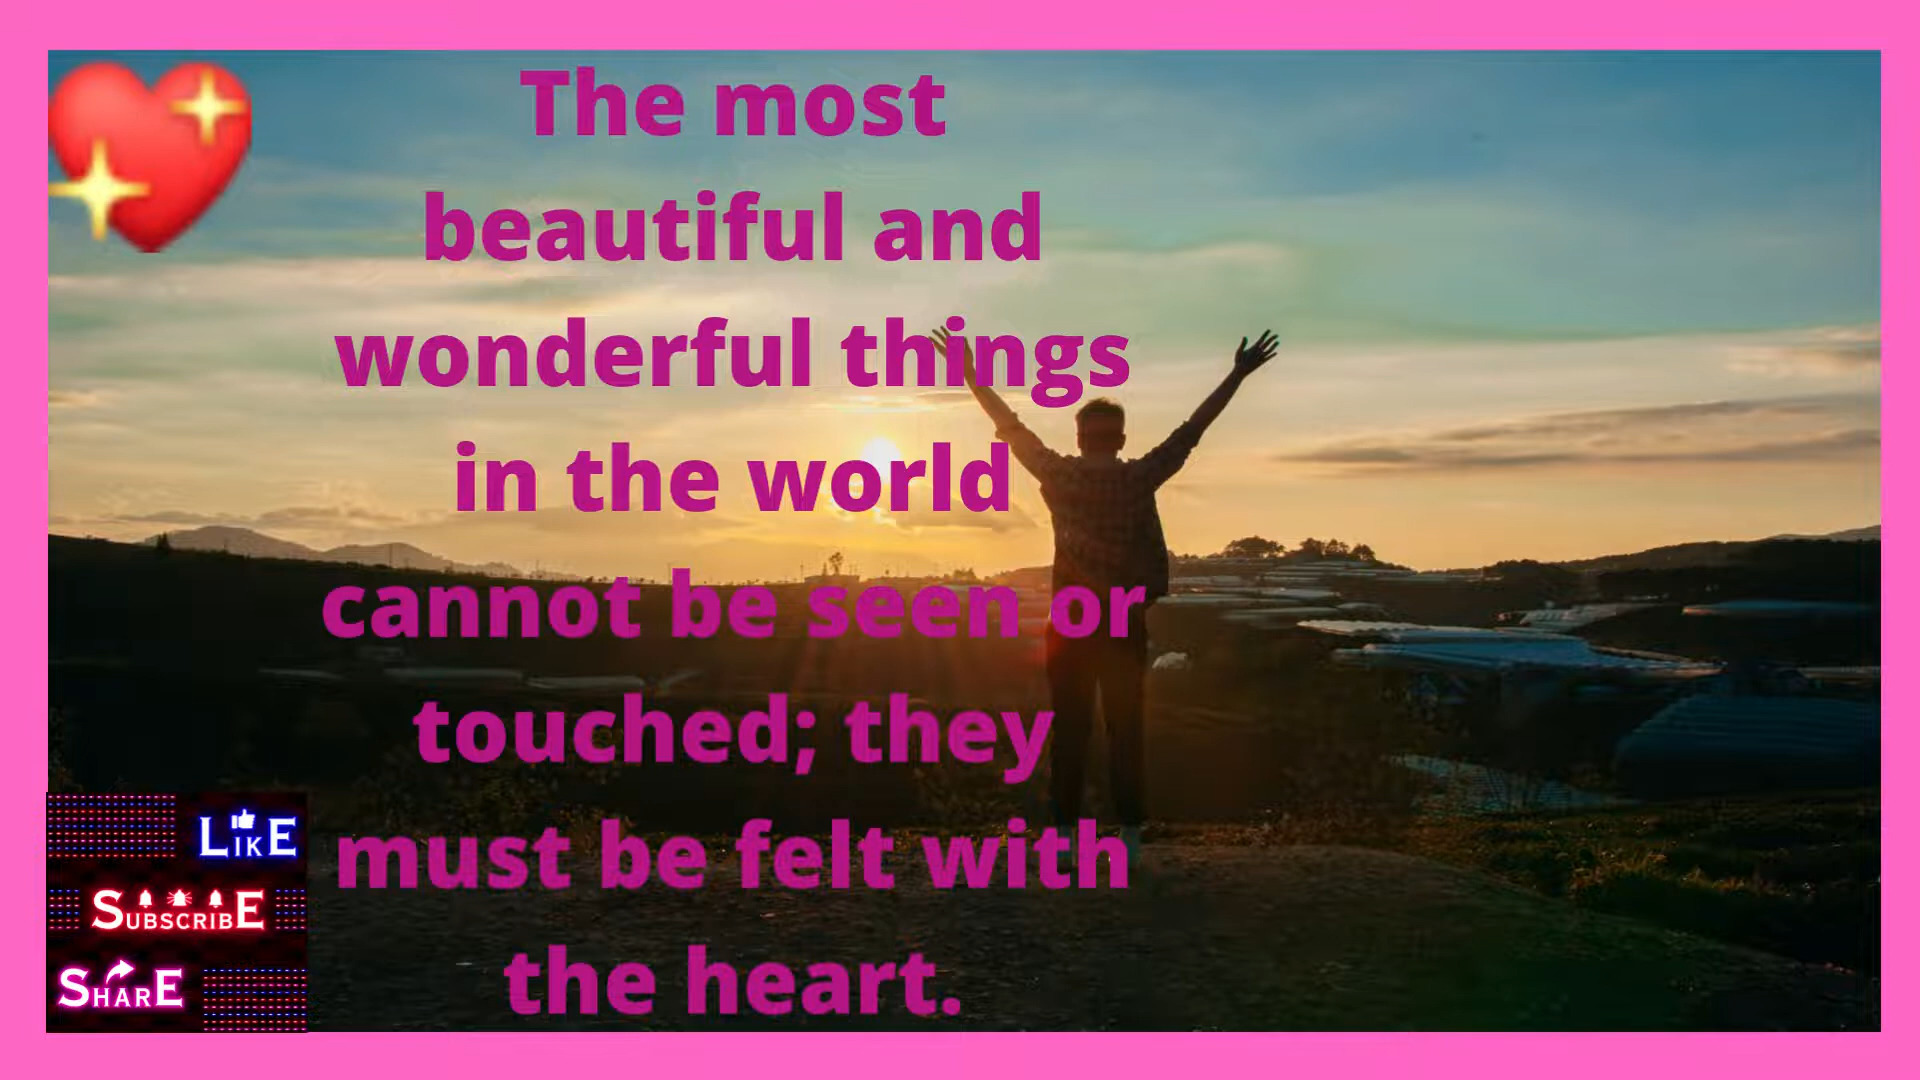 The most
beautiful and
wonderful things
in the world
cannot be seen or
touched; they
must be felt with
the heart.
LIKE
SUBSCRIBE
SHARE